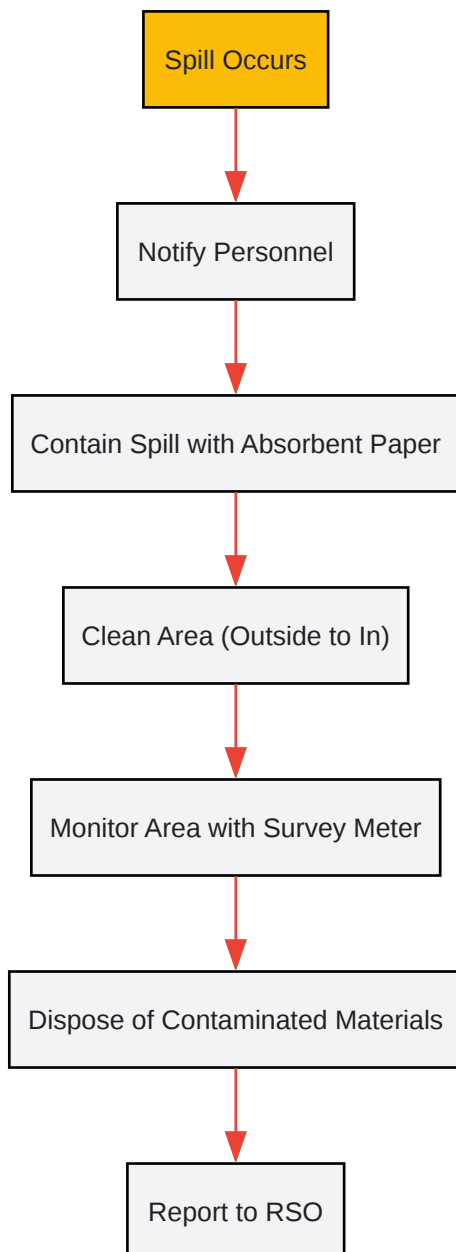 Spill Occurs
Notify Personnel
Contain Spill with Absorbent Paper
Clean Area (Outside to In)
Monitor Area with Survey Meter
Dispose of Contaminated Materials
Report to RSO